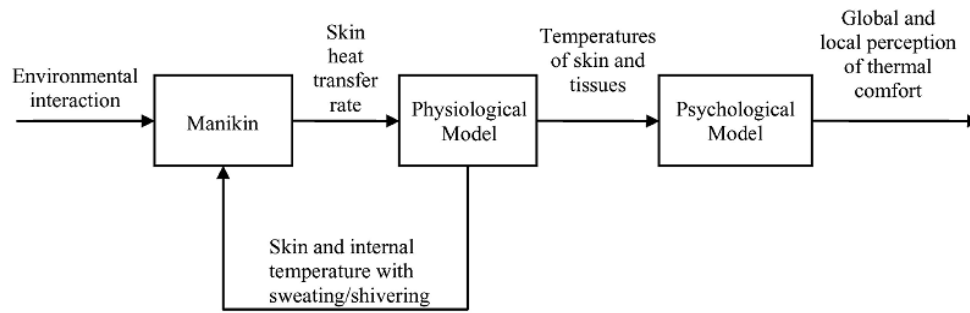 Environmental
interaction
Manikin
Skin
heat
transfer
rate
Physiological
Model
Temperatures
of skin and
tissues
Psychological
Model
Global and
local perception
of thermal
comfort
Skin and internal
temperature with
sweating/shivering